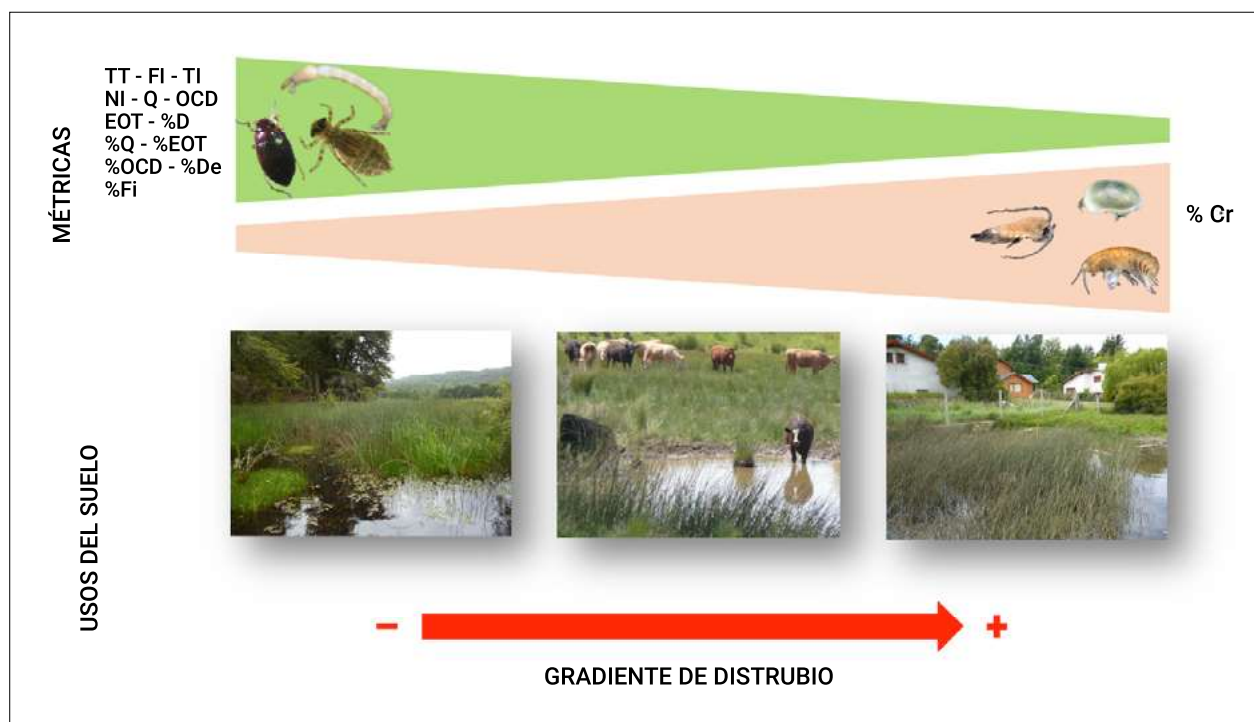 MÉTRICAS
TT - FI - TI
NI - Q - OCD
EOT - %D
%Q - %EOT
%OCD - %De
%Fi
% Cr
USOS DEL SUELO
–
+
GRADIENTE DE DISTRUBIO